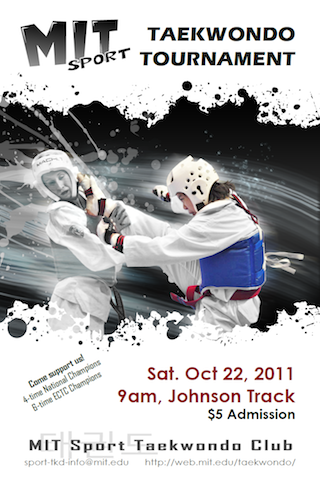 MIT
SPORT
TAEKWONDO
TOURNAMENT
Come support us!
4-time National Champions
6-time ECTC Champions
Sat. Oct 22, 2011
9am, Johnson Track
$5 Admission
태권도
MIT Sport Taekwondo Club
sport-tkd-info@mit.edu http://web.mit.edu/taekwondo/